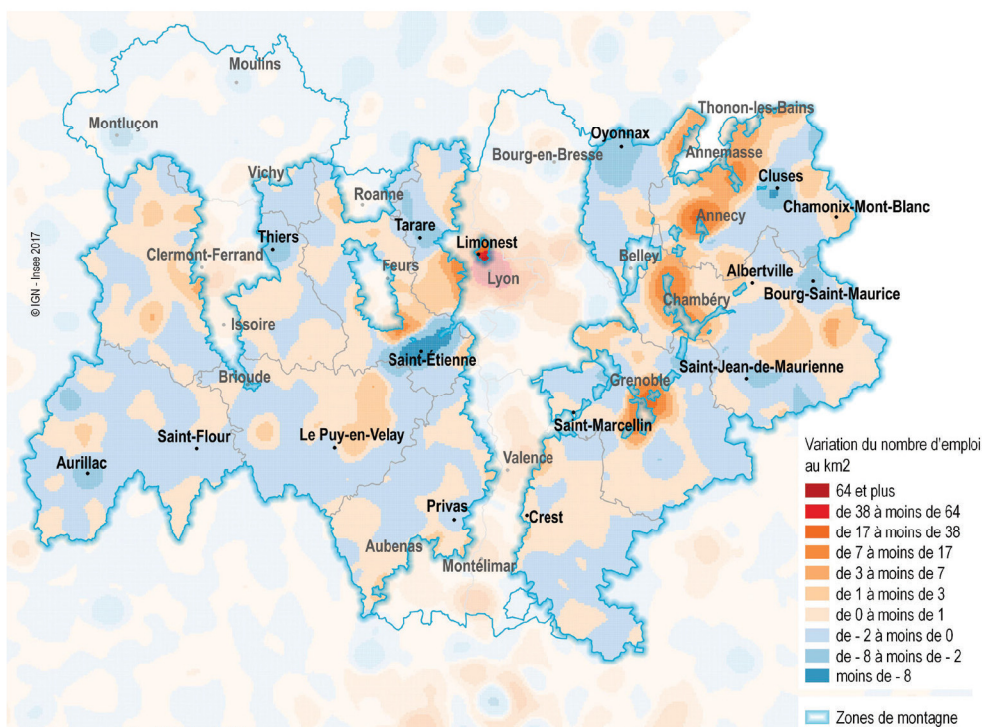 Moulins
Montluçon
Thonon-les-Bains
Oyonnax
Bourg-en-Bresse
Annemasse
Vichy
Cluses
Roanne
Chamonix-Mont-Blanc
Annecy
Tarare
Thiers
Limonest
Clermont-Ferrand
Belley
Feurs
Lyon
Albertville
Bourg-Saint-Maurice
Chambéry
© IGN - Insee 2017
Issoire
Saint-Étienne
Saint-Jean-de-Maurienne
Brioude
Grenoble
Saint-Marcellin
Saint-Flour
Le Puy-en-Velay
Aurillac
Valence
Privas
Crest
Aubenas
Montélimar
Variation du nombre d'emploi
au km2
64 et plus
de 38 à moins de 64
de 17 à moins de 38
de 7 à moins de 17
de 3 à moins de 7
de 1 à moins de 3
de 0 à moins de 1
de - 2 à moins de 0
de - 8 à moins de - 2
moins de - 8
Zones de montagne